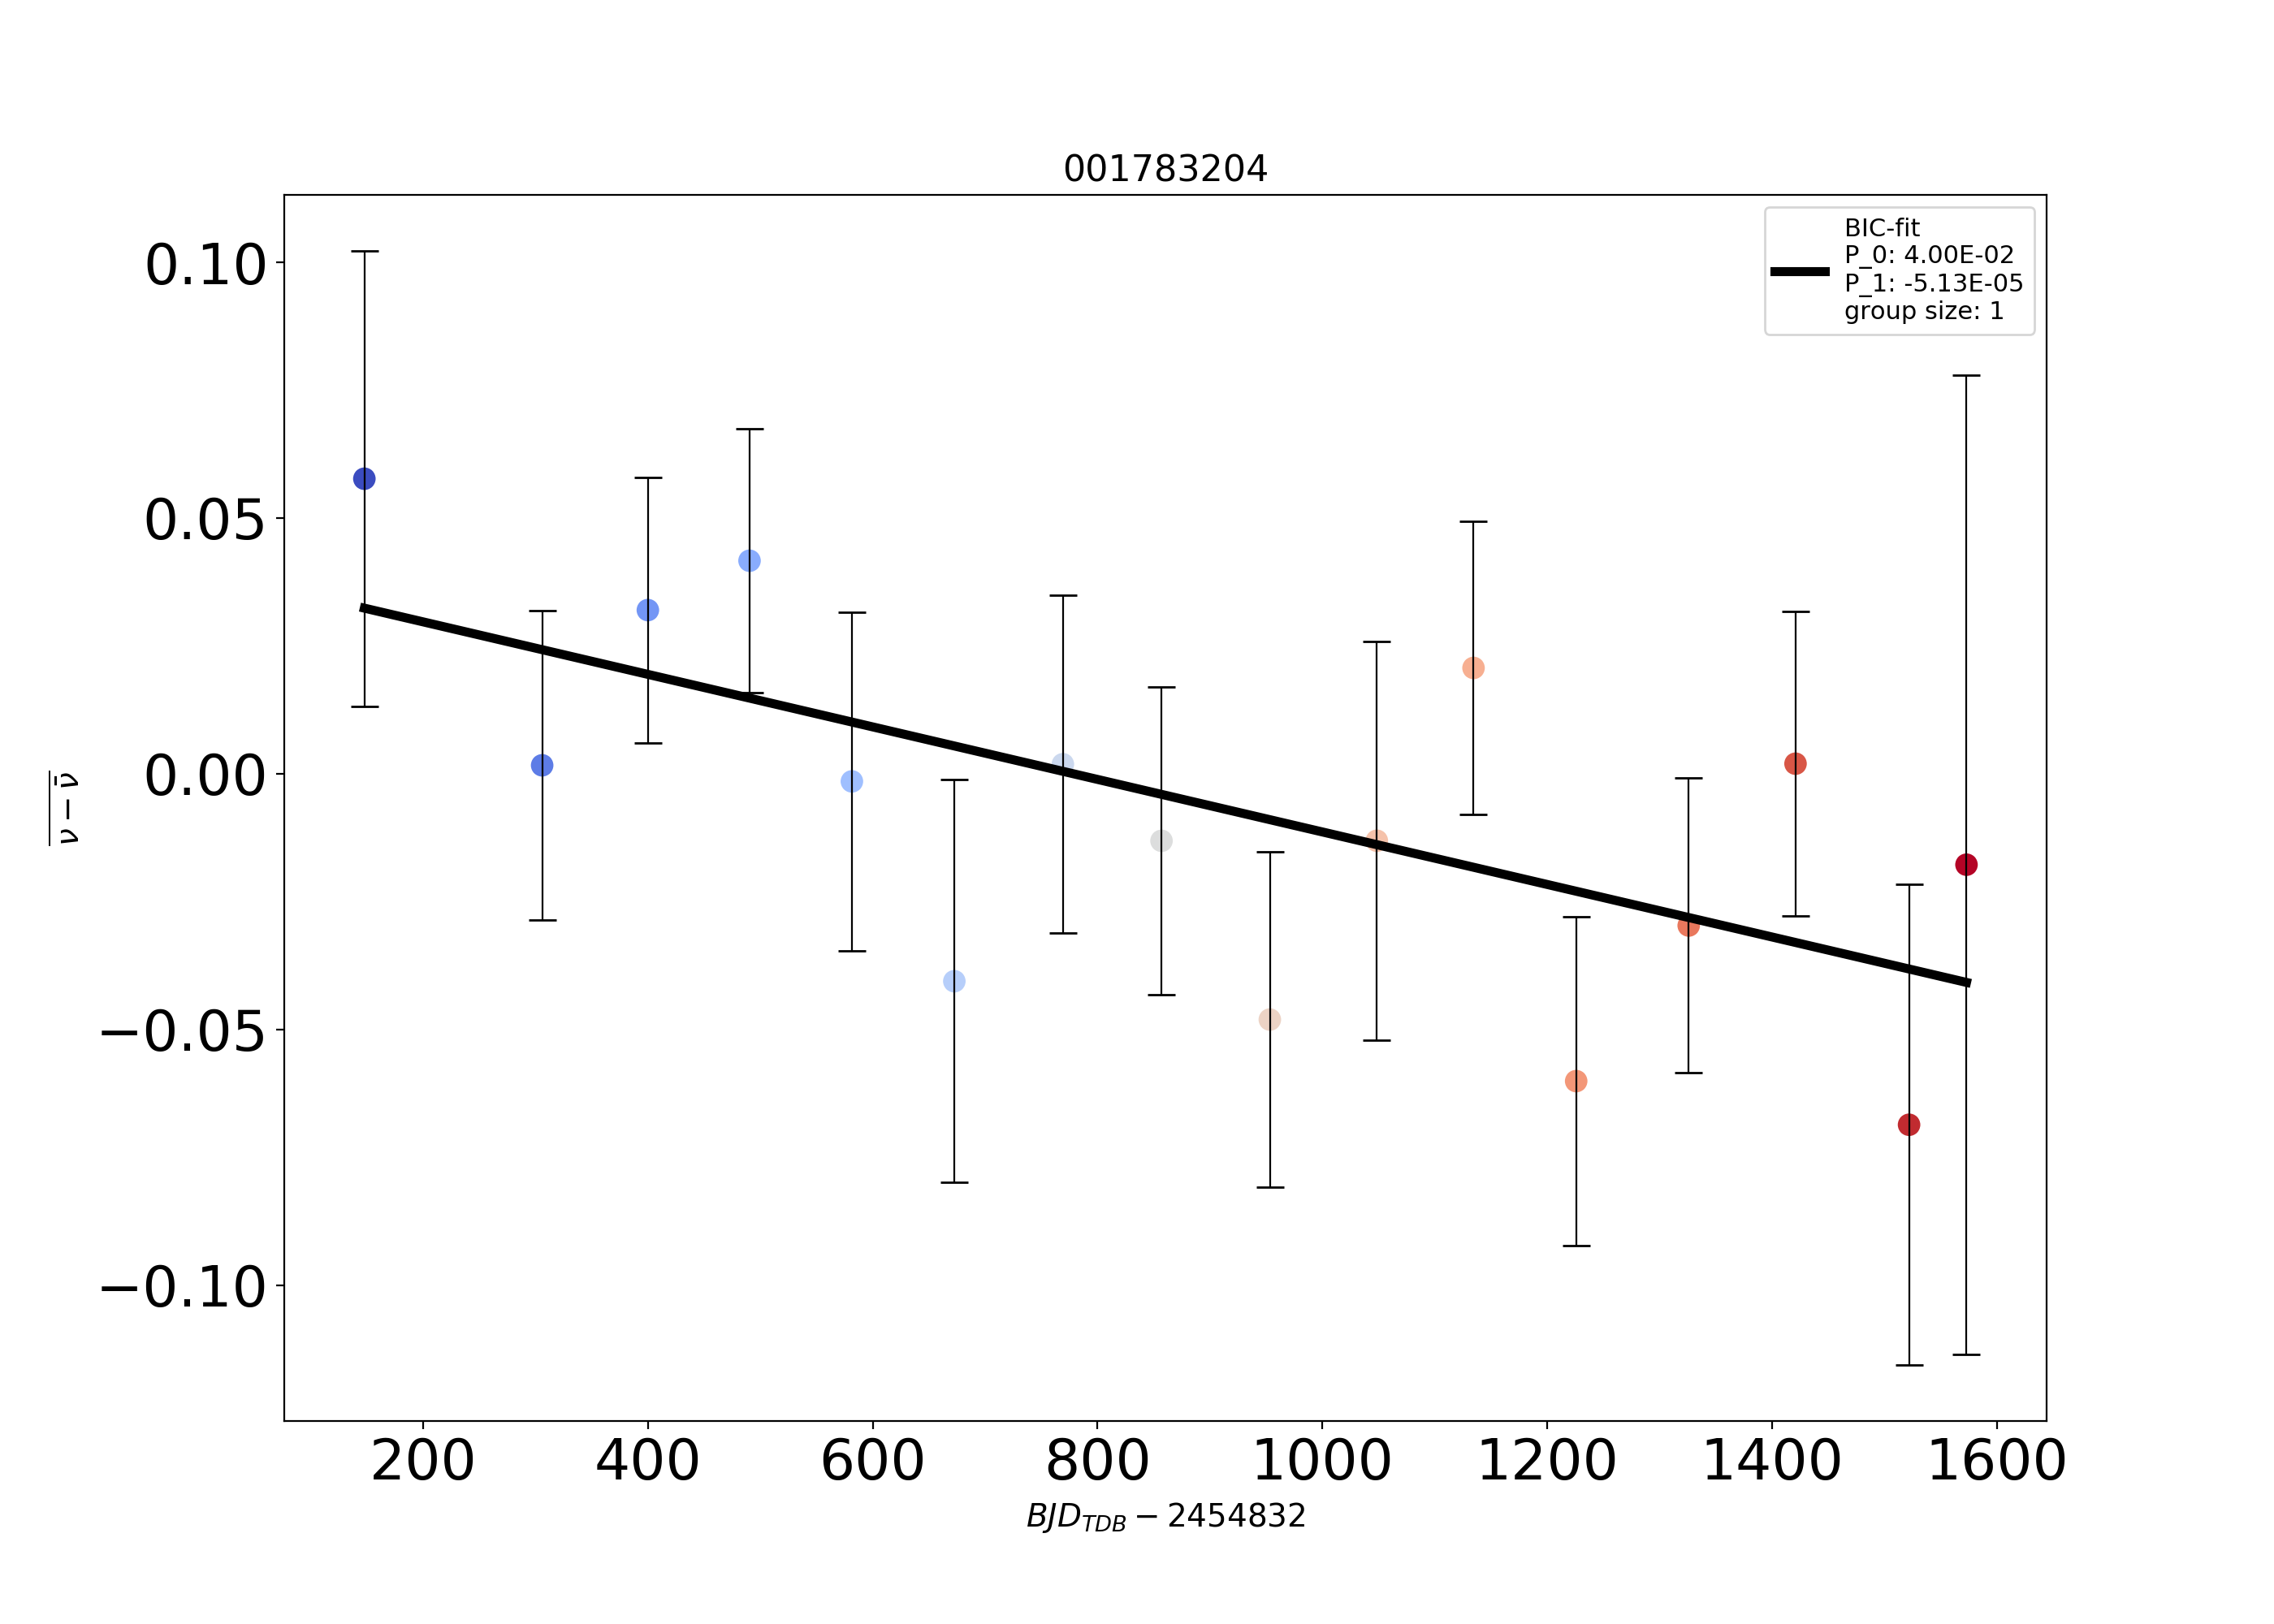 001783204
BIC-fit
P_0: 4.00E-02
P_1: -5.13E-05
group size: 1
0.10
0.05
0.00
−0.05
−0.10
ν − ν̄
200 400 600 800 1000 1200 1400 1600
BJD_TDB − 2454832